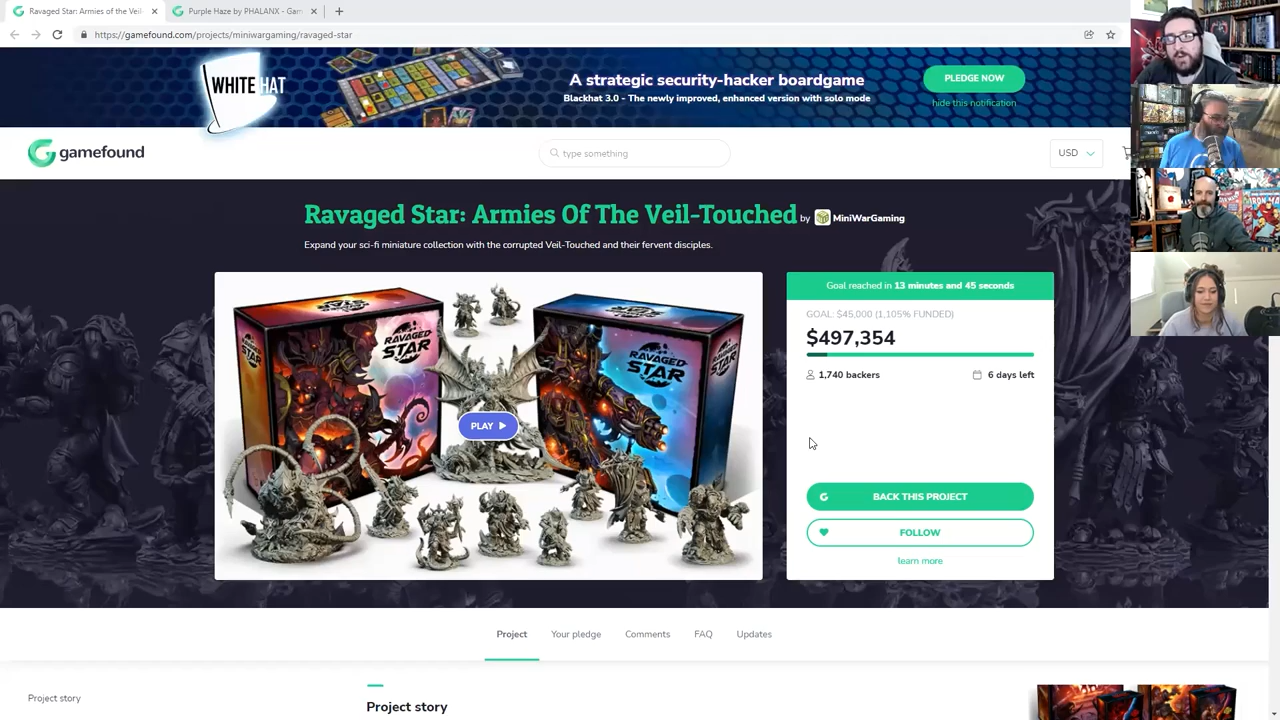 Ravaged Star: Armies of the Veil-
Purple Haze by PHALANX - Gam
https://gamefound.com/projects/miniwargaming/ravaged-star
WHITE HAT
A strategic security-hacker boardgame
Blackhat 3.0 - The newly improved, enhanced version with solo mode
PLEDGE NOW
hide this notification
gamefound
type something
USD
Ravaged Star: Armies Of The Veil-Touched by MiniWarGaming
Expand your sci-fi miniature collection with the corrupted Veil-Touched and their fervent disciples.
RAVAGED
STAR
RAVAGED
STAR
PLAY
Goal reached in 13 minutes and 45 seconds
GOAL: $45,000 (1,105% FUNDED)
$497,354
1,740 backers
6 days left
BACK THIS PROJECT
FOLLOW
learn more
Project
Your pledge
Comments
FAQ
Updates
Project story
Project story